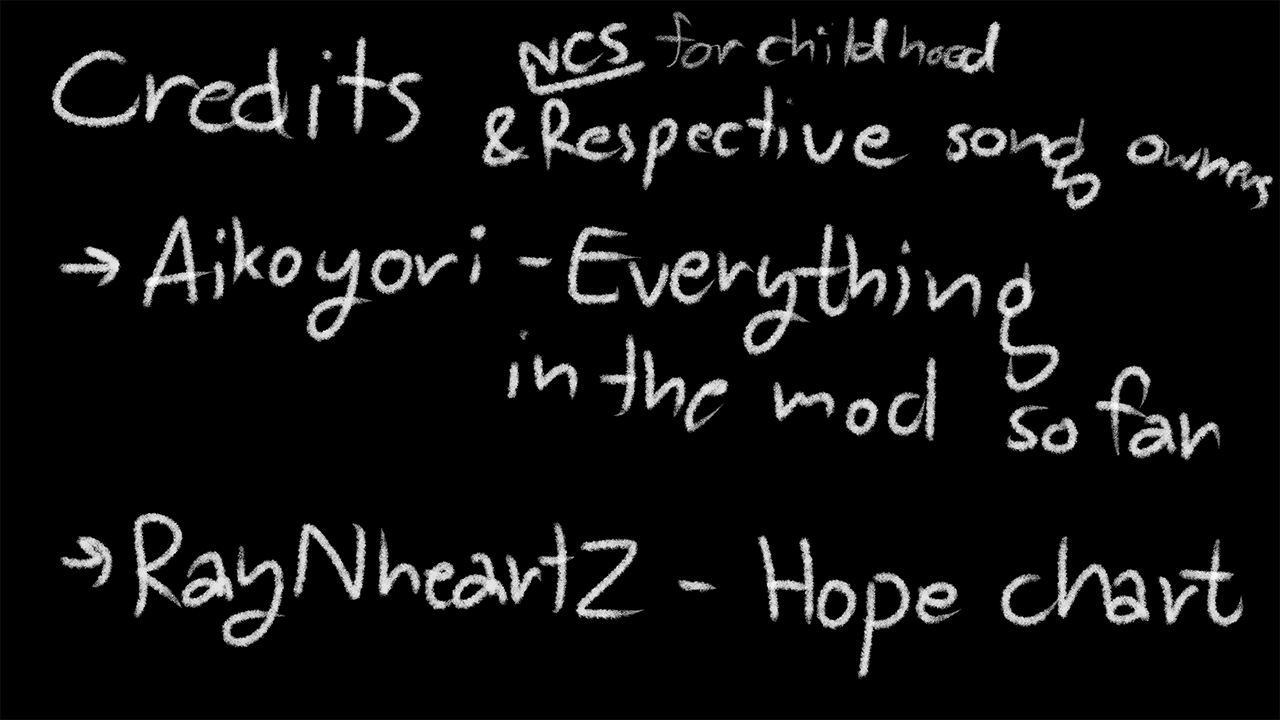 Credits
NCS for childhood
& Respective song owners
→ Aikoyori - Everything
in the mod so far
→ RayNheartZ - Hope chart